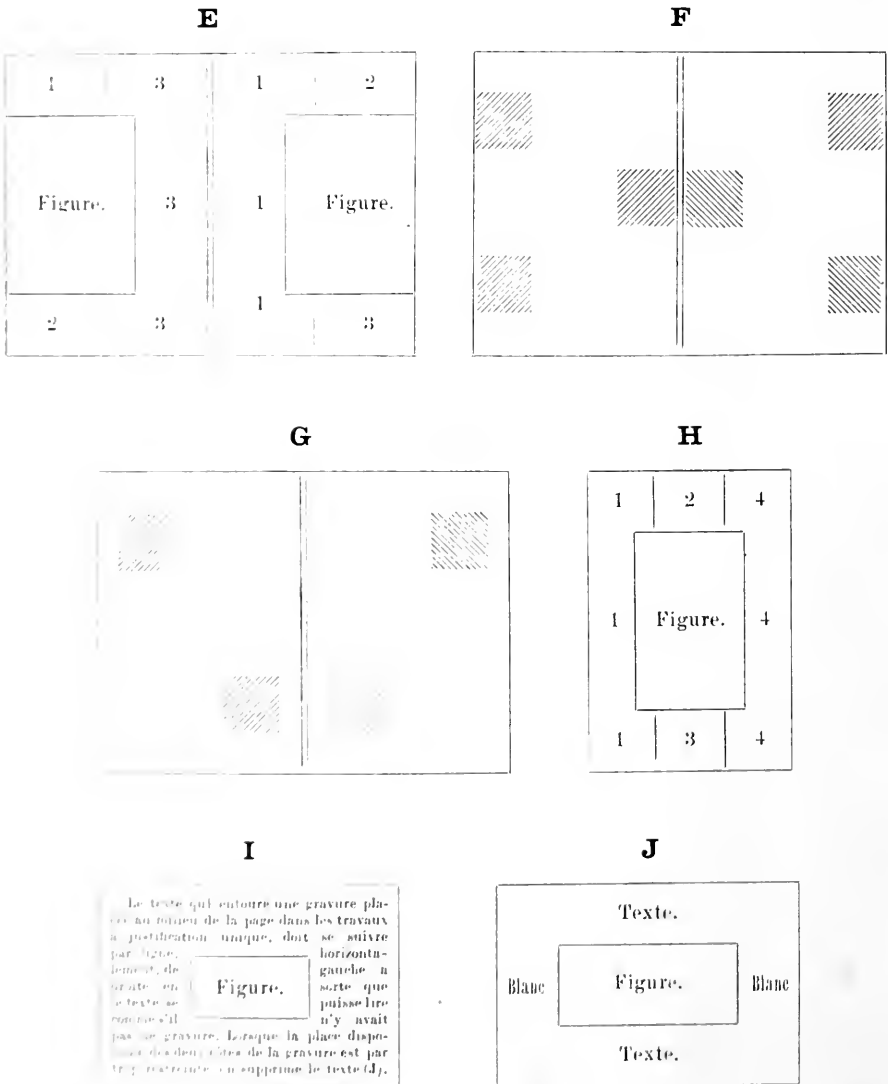 E
F
1 3 1 2
Figure. 3 1 Figure.
1
2 3 3
G
H
1 2 4
1 Figure. 4
1 3 4
I
J
Le texte qui entoure une gravure pla-
au milieu de la page dans les travaux
à justification unique, doit se suivre
par ligne, horizonta-
de gauche a
en sorte que
le texte se puisse lire
comme s'il n'y avait
pas de gravure. Lorsque la place dispo-
des deux côtés de la gravure est par
trop restreinte on supprime le texte (J).
Figure.
Texte.
Blanc Figure. Blanc
Texte.